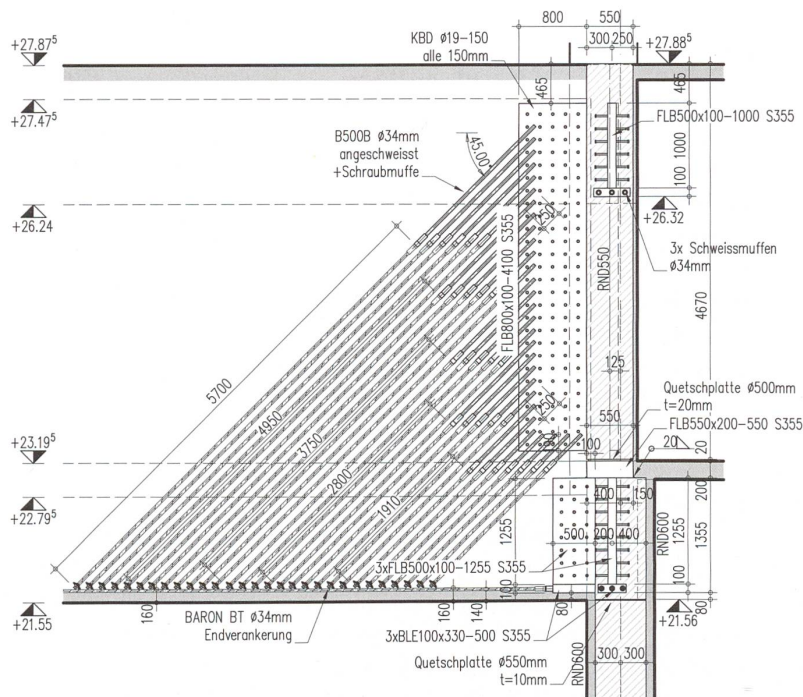 800
550
300
250
+27.87⁵
KBD ø19-150
alle 150mm
+27.88⁵
465
465
+27.47⁵
FLB500x100-1000 S355
B500B ø34mm
angeschweisst
+Schraubmuffe
45.00°
1000
100
+26.24
250
+26.32
3x Schweissmuffen
ø34mm
FLB800x100-4100 S355
RND550
4670
125
5700
4950
3750
2800
1910
250
Quetschplatte ø500mm
t=20mm
550
FLB550x200-550 S355
100
20
20
+23.19⁵
200
+22.79⁵
400
150
1255
500
200
400
RND600
1255
1355
3xFLB500x100-1255 S355
100
100
+21.55
160
BARON BT ø34mm
Endverankerung
160
140
80
80
+21.56
3xBLE100x330-500 S355
Quetschplatte ø550mm
t=10mm
RND600
300
300